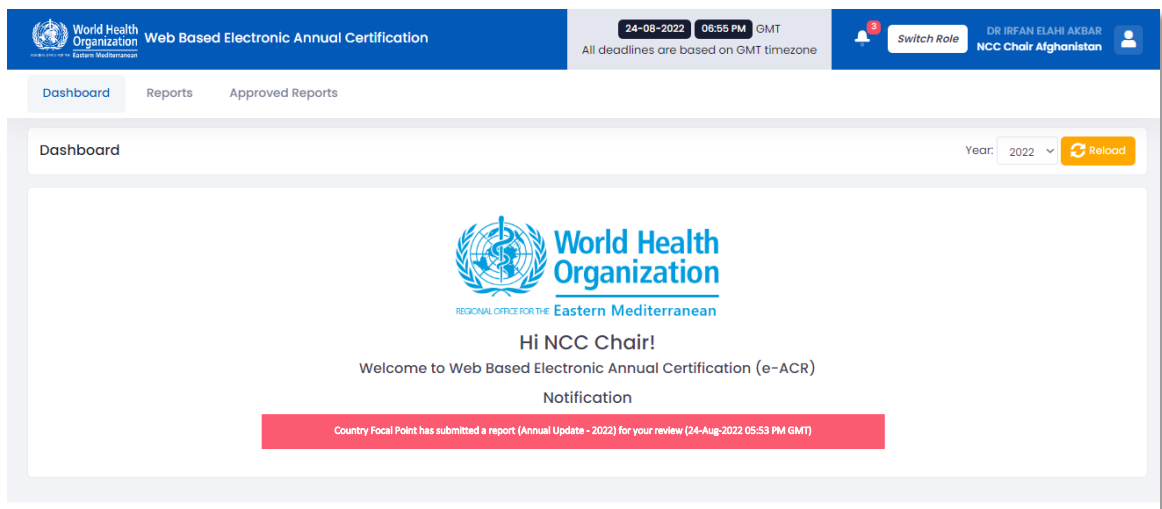 World Health
Organization
REGIONAL OFFICE FOR THE Eastern Mediterranean
Web Based Electronic Annual Certification
24-08-2022 06:55 PM GMT
All deadlines are based on GMT timezone
3
Switch Role
DR IRFAN ELAHI AKBAR
NCC Chair Afghanistan
Dashboard Reports Approved Reports
Dashboard
Year: 2022 Reload
World Health
Organization
REGIONAL OFFICE FOR THE Eastern Mediterranean
Hi NCC Chair!
Welcome to Web Based Electronic Annual Certification (e-ACR)
Notification
Country Focal Point has submitted a report (Annual Update - 2022) for your review (24-Aug-2022 05:53 PM GMT)